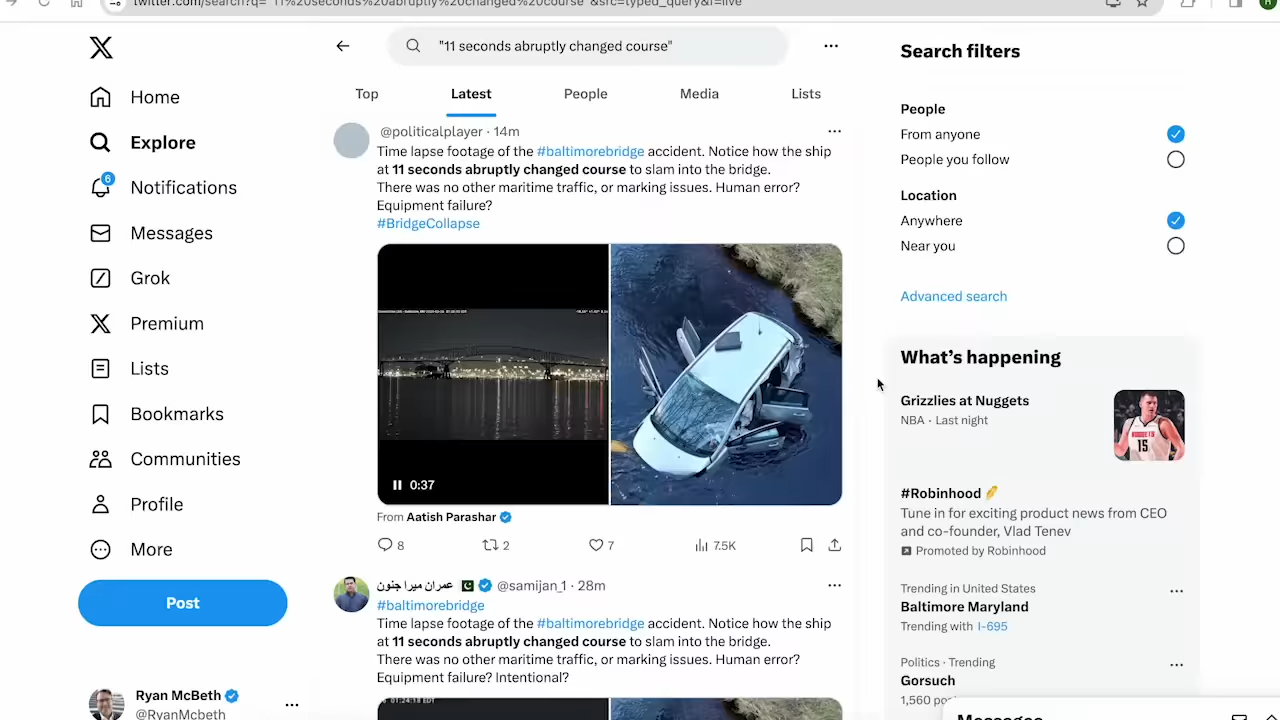 twitter.com/search?q="11%20seconds%20abruptly%20changed%20course"&src=typed_query&f=live
"11 seconds abruptly changed course"
Top
Latest
People
Media
Lists
Home
Explore
6
Notifications
Messages
Grok
Premium
Lists
Bookmarks
Communities
Profile
More
Post
Ryan McBeth
@RyanMcbeth
@politicalplayer · 14m
Time lapse footage of the #baltimorebridge accident. Notice how the ship
at 11 seconds abruptly changed course to slam into the bridge.
There was no other maritime traffic, or marking issues. Human error?
Equipment failure?
#BridgeCollapse
0:37
From Aatish Parashar
8
2
7
7.5K
عمران میرا جنون
@samijan_1 · 28m
#baltimorebridge
Time lapse footage of the #baltimorebridge accident. Notice how the ship
at 11 seconds abruptly changed course to slam into the bridge.
There was no other maritime traffic, or marking issues. Human error?
Equipment failure? Intentional?
Search filters
People
From anyone
People you follow
Location
Anywhere
Near you
Advanced search
What's happening
Grizzlies at Nuggets
NBA · Last night
NUGGETS
15
#Robinhood
Tune in for exciting product news from CEO
and co-founder, Vlad Tenev
Promoted by Robinhood
Trending in United States
Baltimore Maryland
Trending with I-695
Politics · Trending
Gorsuch
1,560
Messages